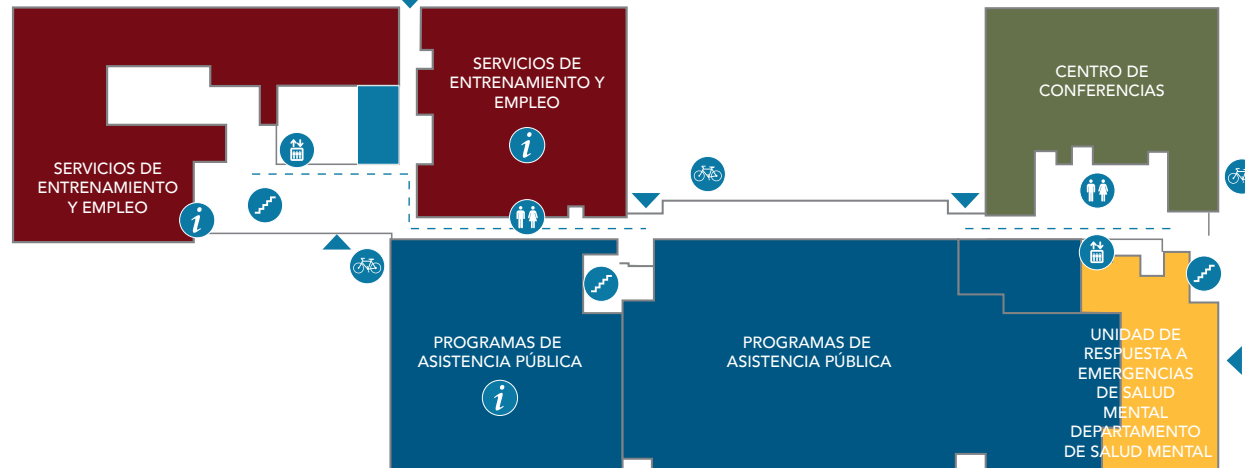 SERVICIOS DE
ENTRENAMIENTO Y
EMPLEO
CENTRO DE
CONFERENCIAS
SERVICIOS DE
ENTRENAMIENTO
Y EMPLEO
i
i
PROGRAMAS DE
ASISTENCIA PÚBLICA
i
PROGRAMAS DE
ASISTENCIA PÚBLICA
UNIDAD DE
RESPUESTA A
EMERGENCIAS
DE SALUD
MENTAL
DEPARTAMENTO
DE SALUD MENTAL